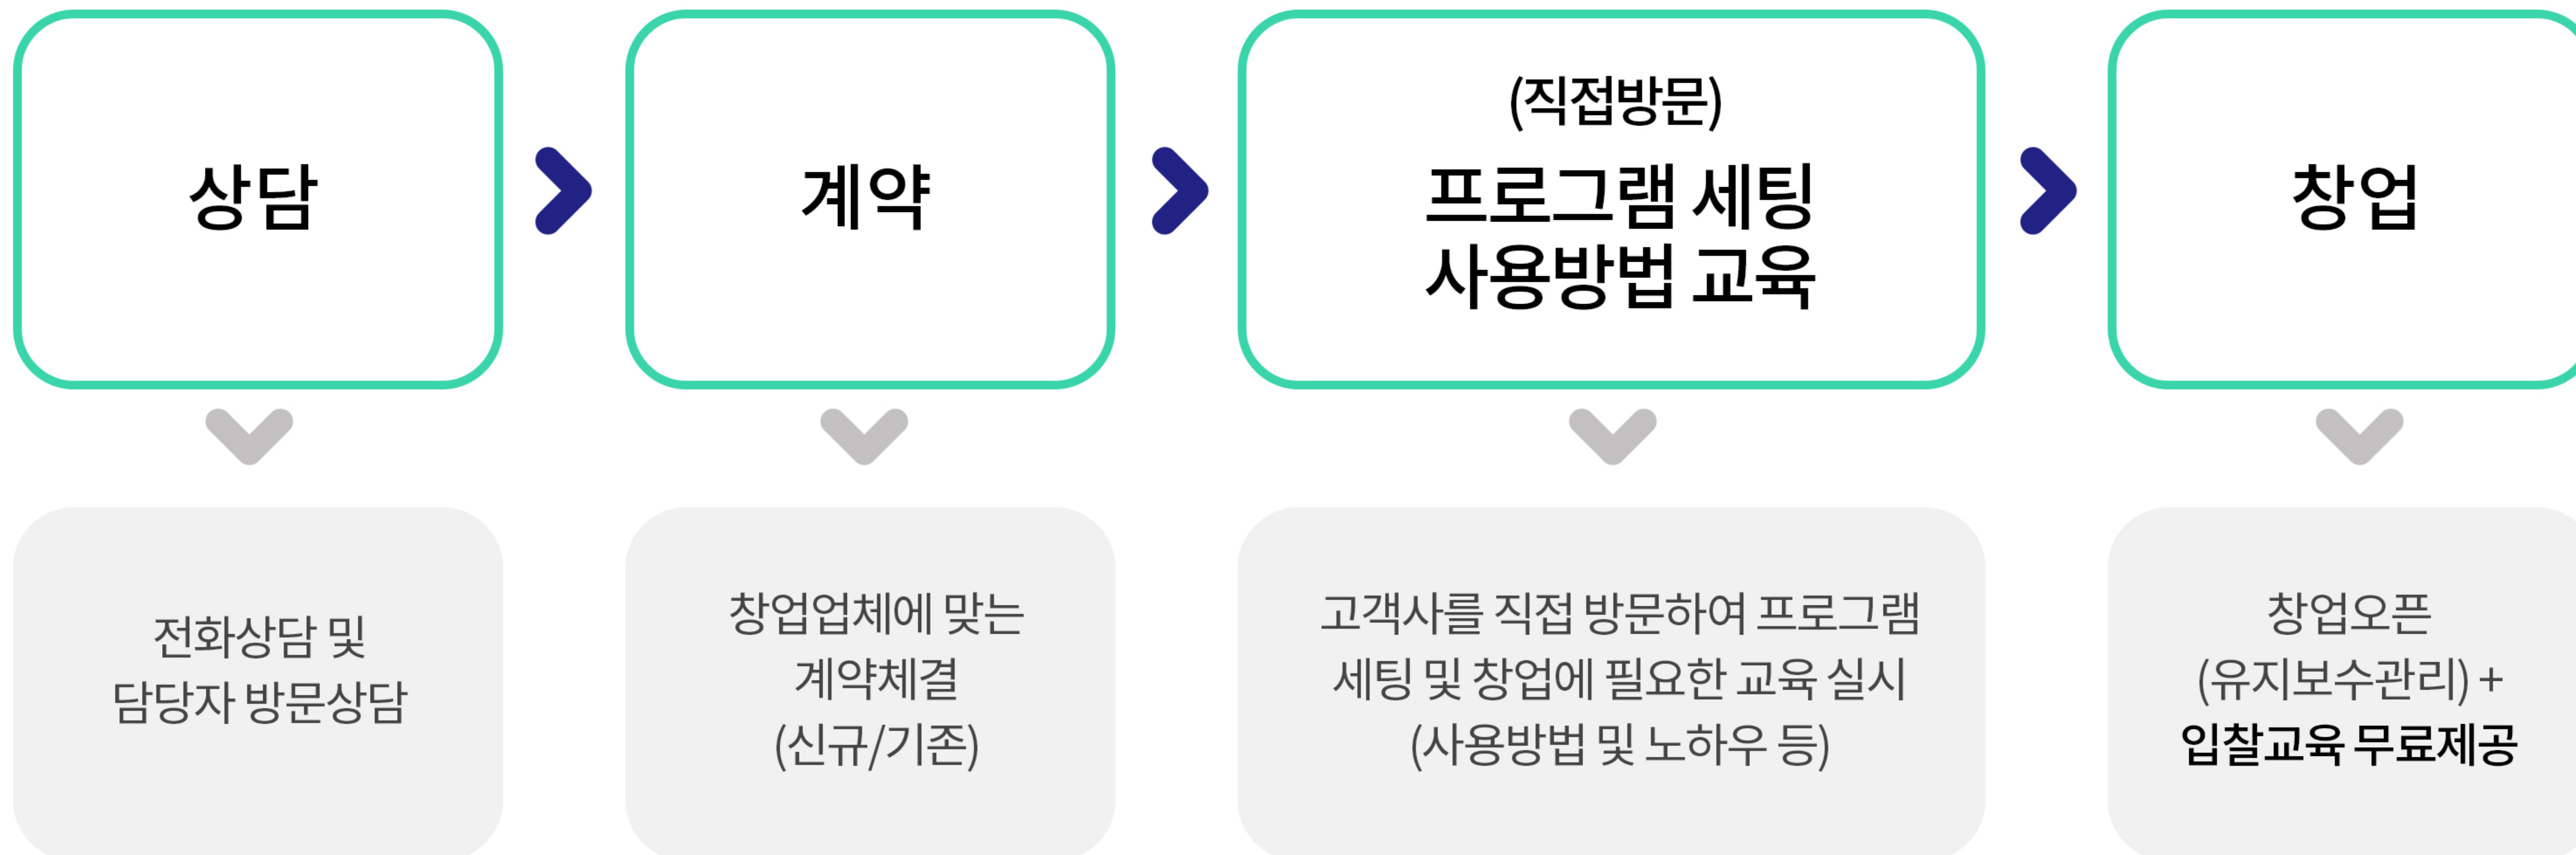 상담
계약
(직접방문)
프로그램 세팅
사용방법 교육
창업
전화상담 및
담당자 방문상담
창업업체에 맞는
계약체결
(신규/기존)
고객사를 직접 방문하여 프로그램
세팅 및 창업에 필요한 교육 실시
(사용방법 및 노하우 등)
창업오픈
(유지보수관리) +
입찰교육 무료제공